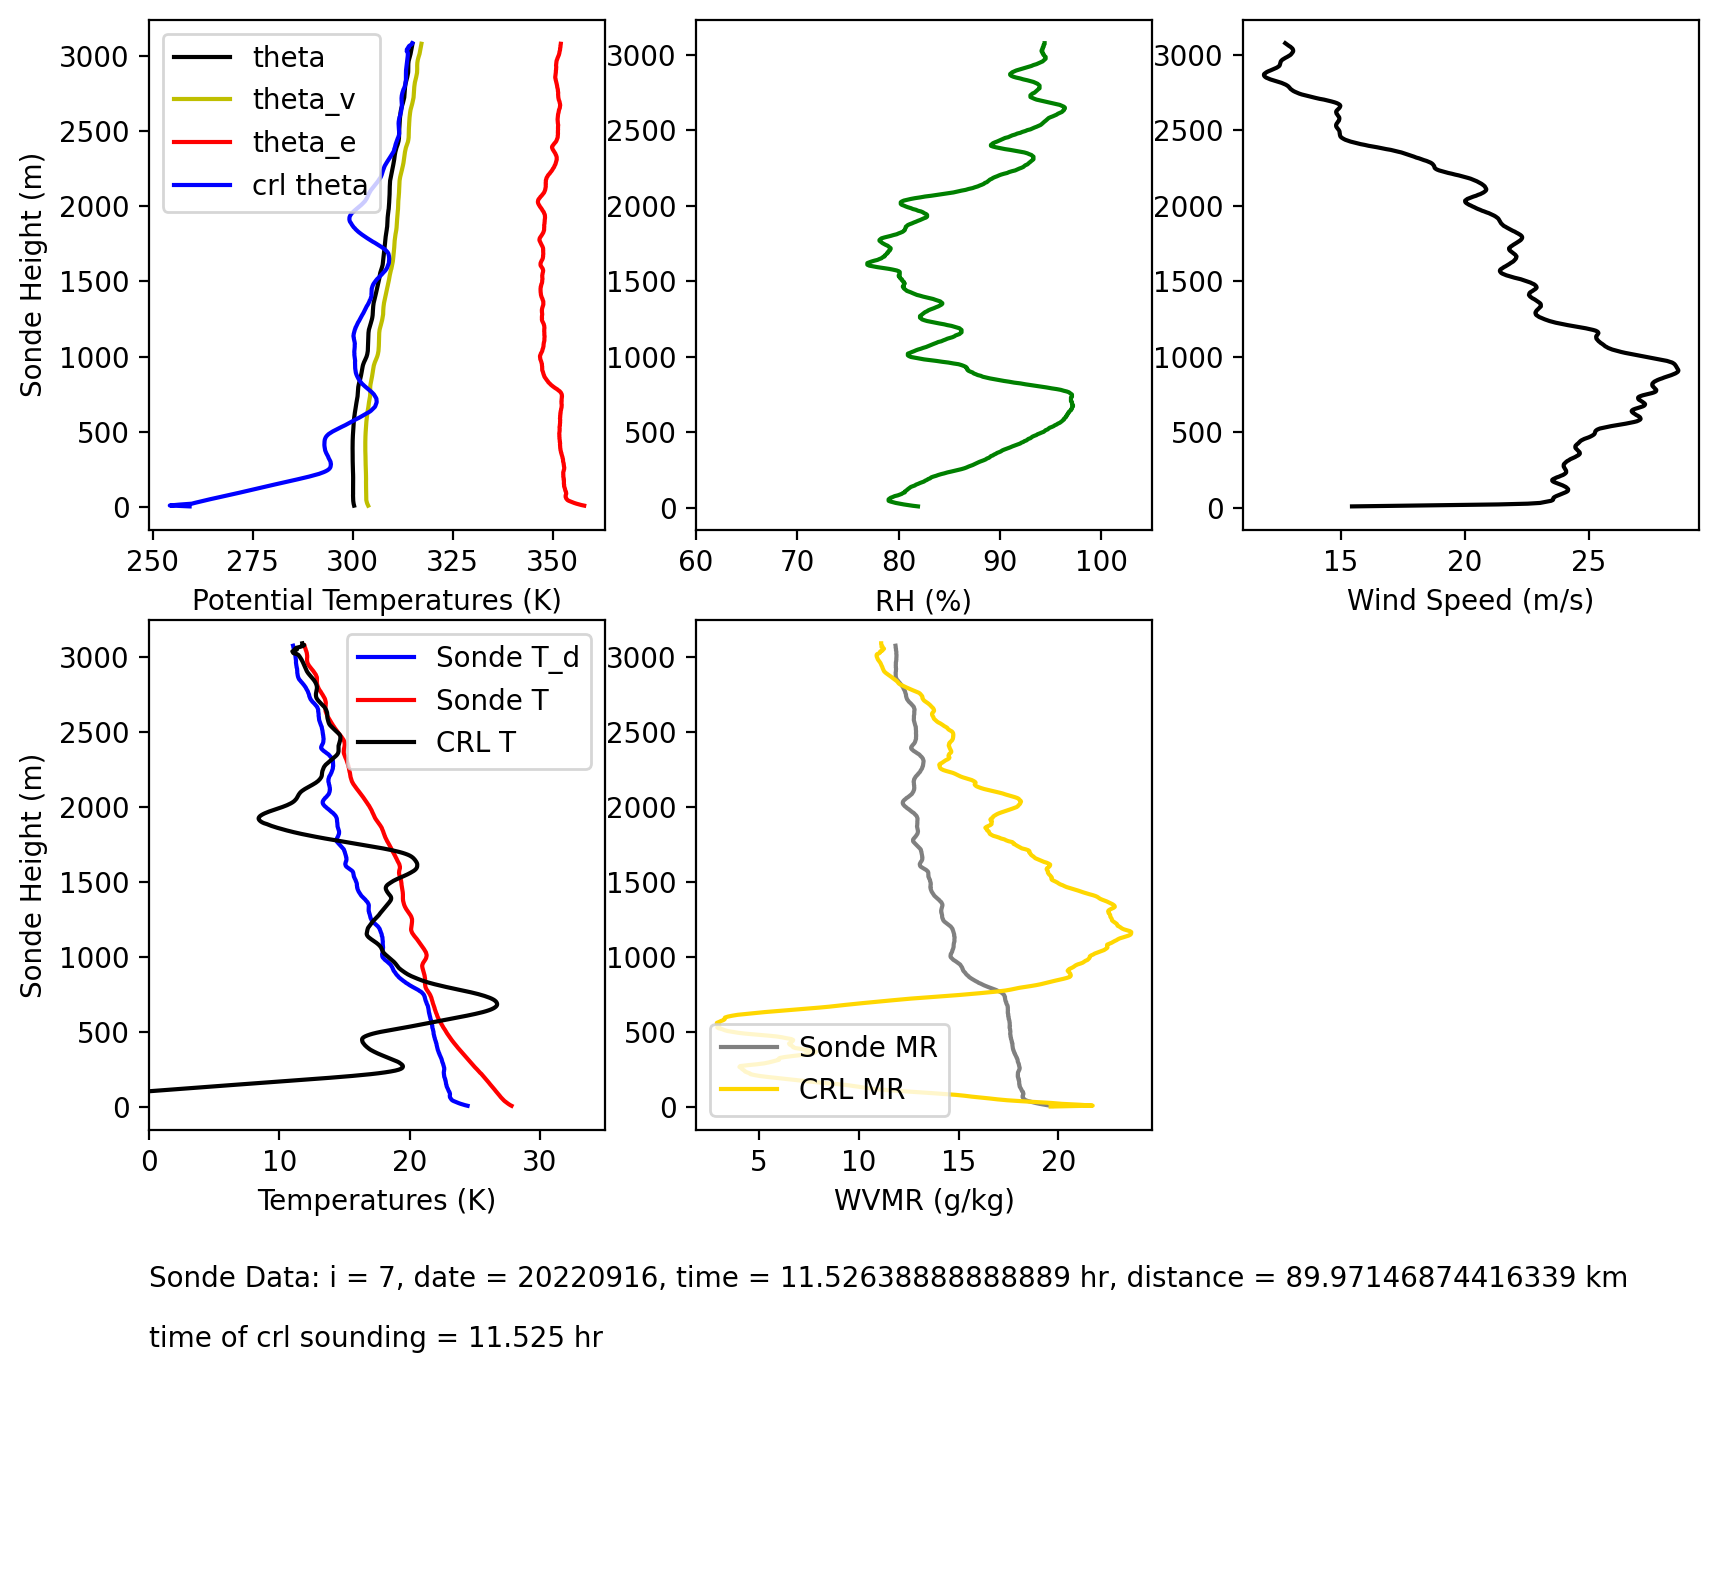 3000
2500
2000
1500
1000
500
0
Sonde Height (m)
theta
theta_v
theta_e
crl theta
250 275 300 325 350
Potential Temperatures (K)
3000
2500
2000
1500
1000
500
0
60 70 80 90 100
RH (%)
3000
2500
2000
1500
1000
500
0
15 20 25
Wind Speed (m/s)
3000
2500
2000
1500
1000
500
0
Sonde Height (m)
Sonde T_d
Sonde T
CRL T
0 10 20 30
Temperatures (K)
3000
2500
2000
1500
1000
500
0
Sonde MR
CRL MR
5 10 15 20
WVMR (g/kg)
Sonde Data: i = 7, date = 20220916, time = 11.52638888888889 hr, distance = 89.97146874416339 km
time of crl sounding = 11.525 hr